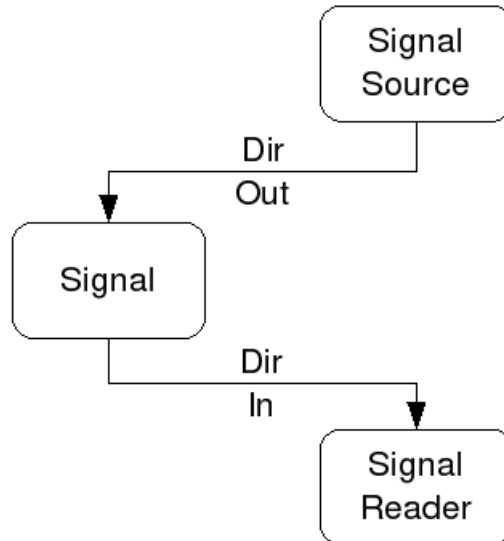 Signal
Source
Dir
Out
Signal
Dir
In
Signal
Reader